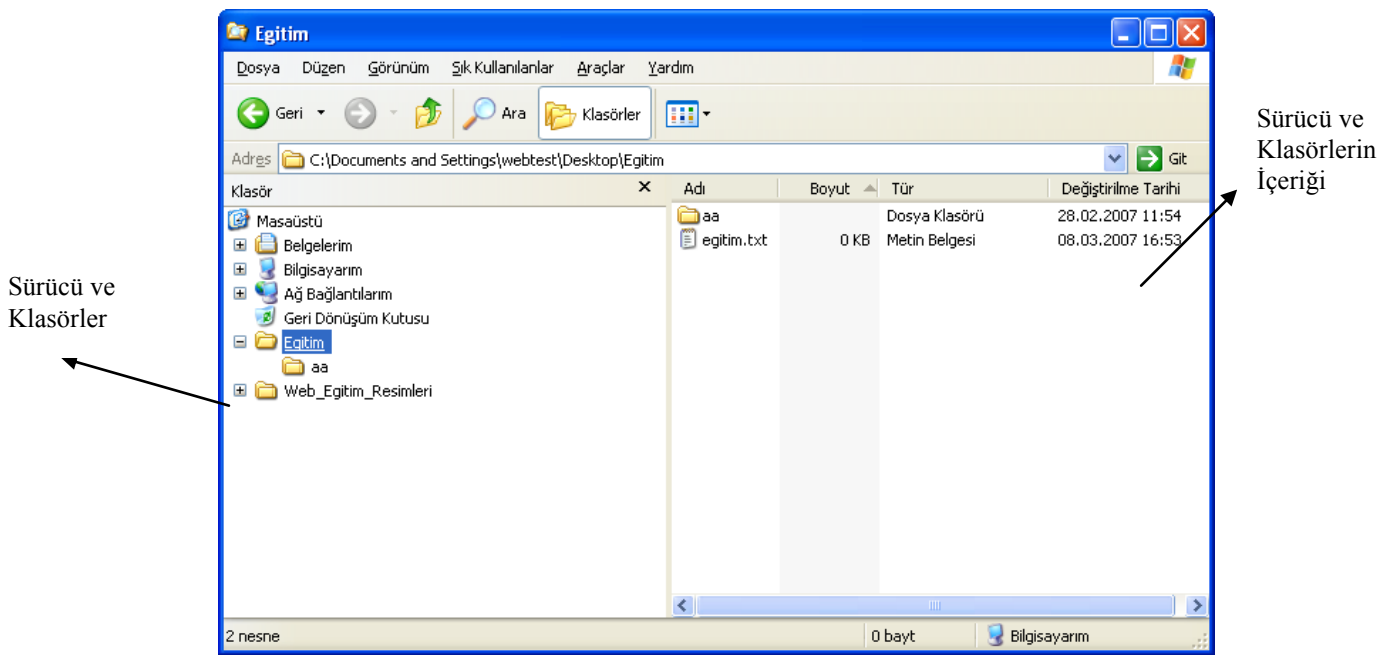 Egitim
Dosya Düzen Görünüm Sık Kullanılanlar Araçlar Yardım
Geri Ara Klasörler
Adres C:\Documents and Settings\webtest\Desktop\Egitim Git
Klasör X Adı Boyut Tür Değiştirilme Tarihi
Masaüstü
Belgelerim
Bilgisayarım
Ağ Bağlantılarım
Geri Dönüşüm Kutusu
Egitim
aa
Web_Egitim_Resimleri
aa Dosya Klasörü 28.02.2007 11:54
egitim.txt 0 KB Metin Belgesi 08.03.2007 16:53
2 nesne 0 bayt Bilgisayarım
Sürücü ve
Klasörler
Sürücü ve
Klasörlerin
İçeriği